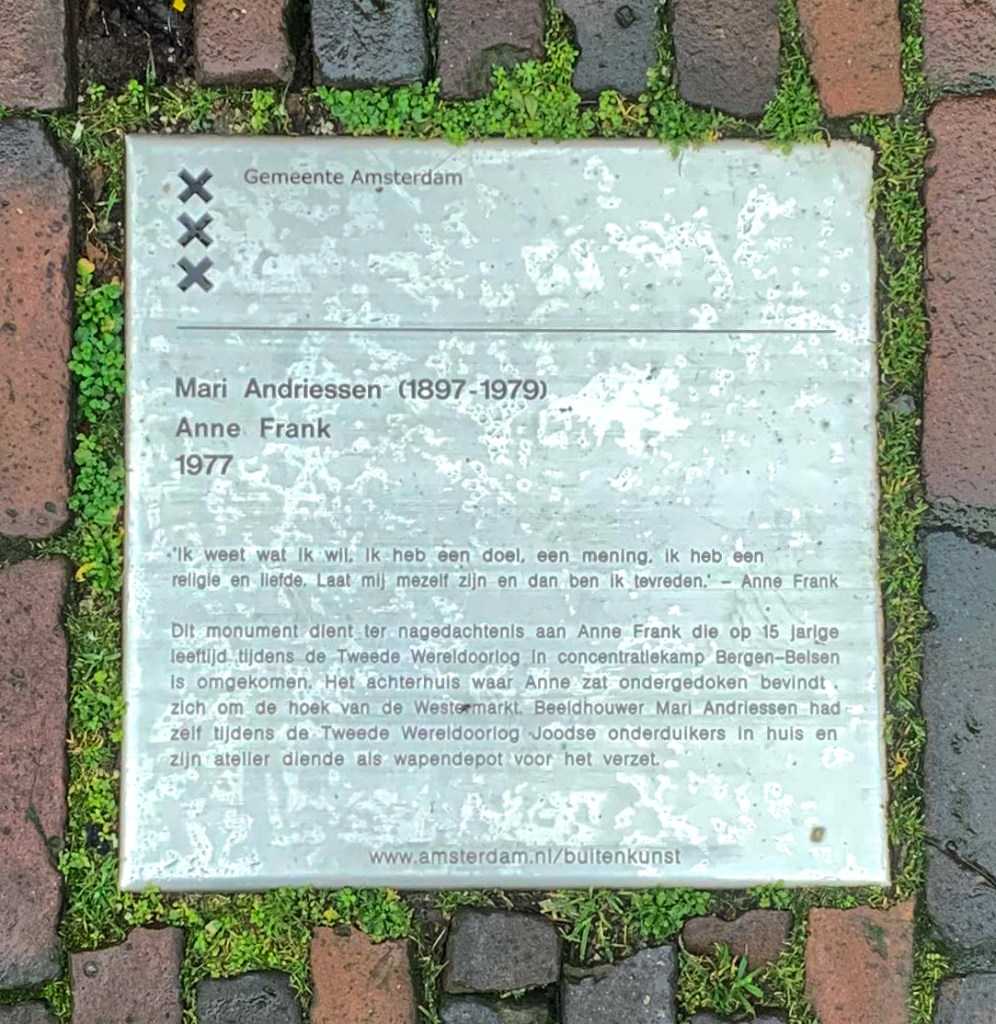 Gemeente Amsterdam
Mari Andriessen (1897-1979)
Anne Frank
1977
'Ik weet wat ik wil, ik heb een doel, een mening, ik heb een
religie en liefde. Laat mij mezelf zijn en dan ben ik tevreden.' – Anne Frank
Dit monument dient ter nagedachtenis aan Anne Frank die op 15 jarige
leeftijd tijdens de Tweede Wereldoorlog in concentratiekamp Bergen-Belsen
is omgekomen. Het achterhuis waar Anne zat ondergedoken bevindt
zich om de hoek van de Westermarkt. Beeldhouwer Mari Andriessen had
zelf tijdens de Tweede Wereldoorlog Joodse onderduikers in huis en
zijn atelier diende als wapendepot voor het verzet.
www.amsterdam.nl/buitenkunst